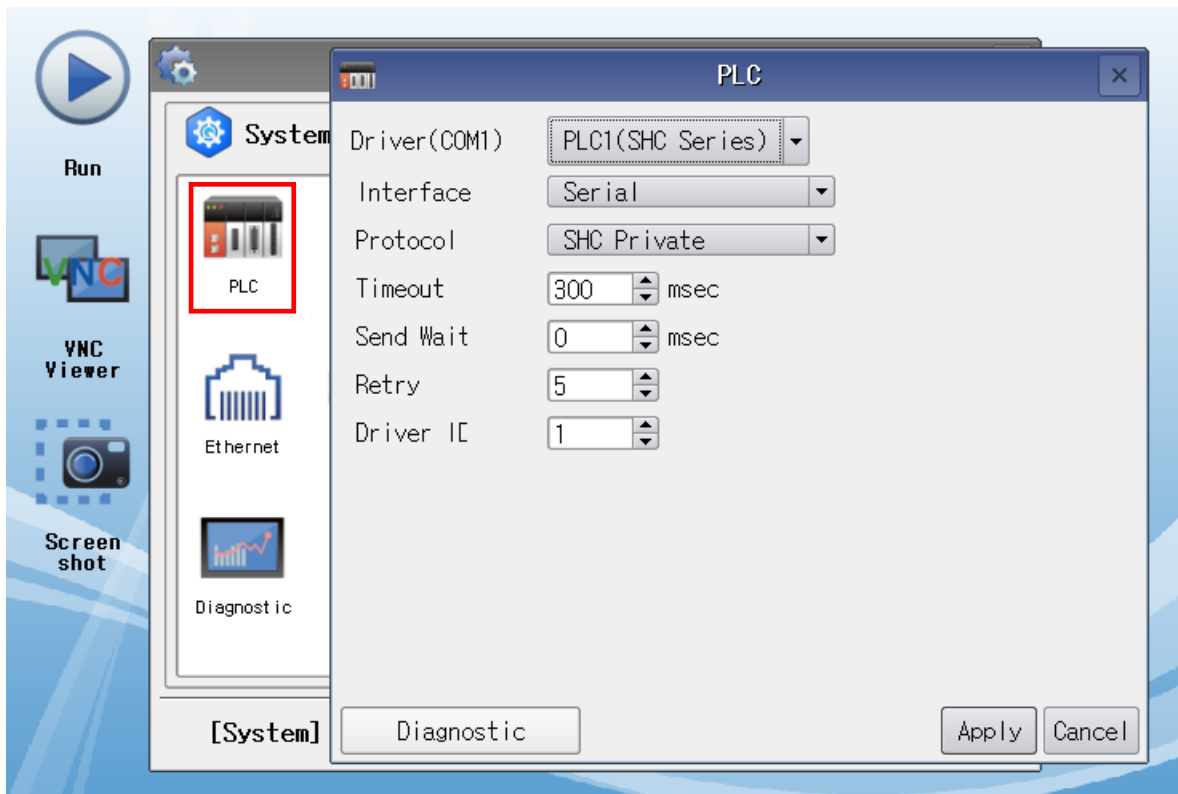 Run
VNC
VNC
Viewer
Screen
shot
System
PLC
Ethernet
Diagnostic
[System]
PLC
Driver(COM1) PLC1(SHC Series)
Interface Serial
Protocol SHC Private
Timeout 300 msec
Send Wait 0 msec
Retry 5
Driver ID 1
Diagnostic Apply Cancel